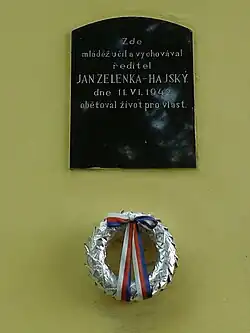 Zde
mládež učil a vychovával
ředitel
JAN ZELENKA-HAJSKÝ
dne 11. VI. 1942
obětoval život pro vlast.